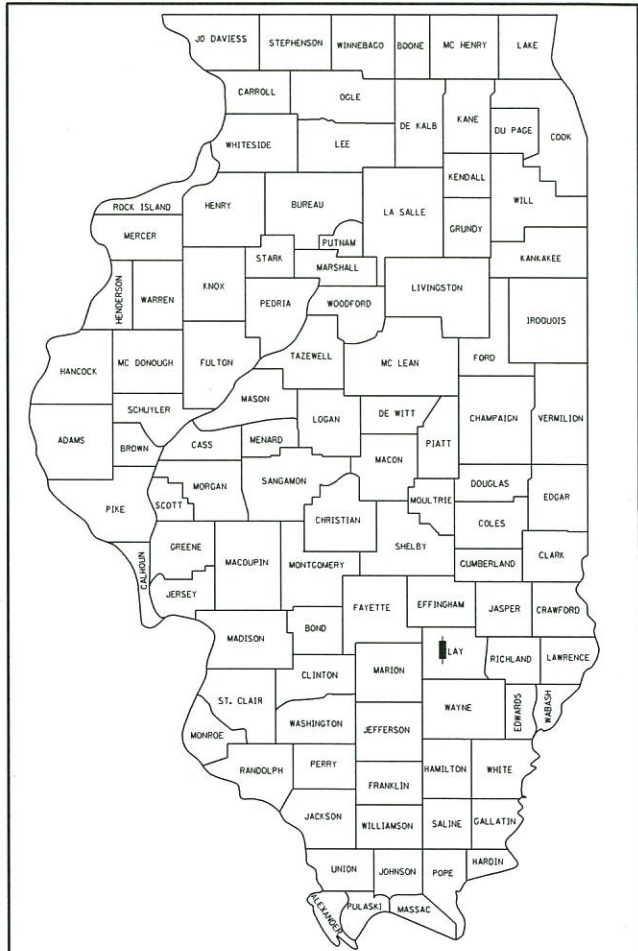 JO DAVIESS
STEPHENSON
WINNEBAGO
BOONE
MC HENRY
LAKE
CARROLL
OGLE
DE KALB
KANE
DU PAGE
COOK
WHITESIDE
LEE
KENDALL
WILL
ROCK ISLAND
HENRY
BUREAU
LA SALLE
GRUNDY
MERCER
PUTNAM
STARK
MARSHALL
KANKAKEE
HENDERSON
WARREN
KNOX
PEORIA
WOODFORD
LIVINGSTON
IROQUOIS
HANCOCK
MC DONOUGH
FULTON
TAZEWELL
MC LEAN
FORD
SCHUYLER
MASON
LOGAN
DE WITT
CHAMPAIGN
VERMILION
ADAMS
BROWN
CASS
MENARD
PIATT
MACON
PIKE
SCOTT
MORGAN
SANGAMON
CHRISTIAN
MOULTRIE
DOUGLAS
EDGAR
COLES
CALHOUN
GREENE
MACOUPIN
MONTGOMERY
SHELBY
CUMBERLAND
CLARK
JERSEY
FAYETTE
EFFINGHAM
JASPER
CRAWFORD
MADISON
BOND
LAY
RICHLAND
LAWRENCE
CLINTON
MARION
ST. CLAIR
WASHINGTON
WAYNE
EDWARDS
WABASH
MONROE
JEFFERSON
RANDOLPH
PERRY
HAMILTON
WHITE
FRANKLIN
JACKSON
WILLIAMSON
SALINE
GALLATIN
UNION
JOHNSON
POPE
HARDIN
ALEXANDER
PULASKI
MASSAC